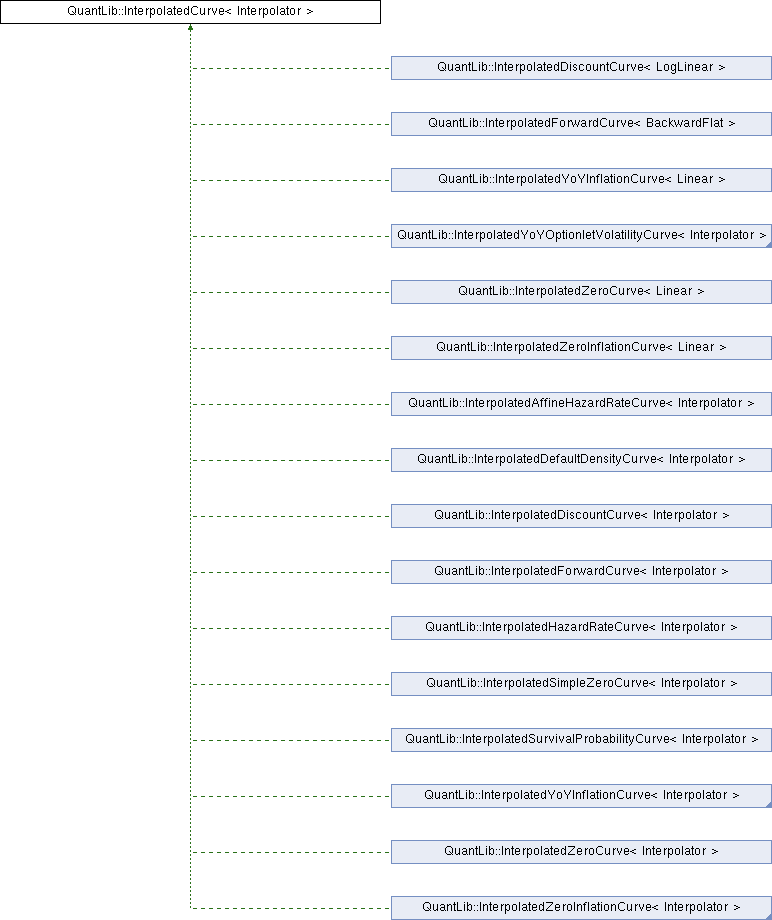 QuantLib::InterpolatedCurve< Interpolator >
QuantLib::InterpolatedDiscountCurve< LogLinear >
QuantLib::InterpolatedForwardCurve< BackwardFlat >
QuantLib::InterpolatedYoYInflationCurve< Linear >
QuantLib::InterpolatedYoYOptionletVolatilityCurve< Interpolator >
QuantLib::InterpolatedZeroCurve< Linear >
QuantLib::InterpolatedZeroInflationCurve< Linear >
QuantLib::InterpolatedAffineHazardRateCurve< Interpolator >
QuantLib::InterpolatedDefaultDensityCurve< Interpolator >
QuantLib::InterpolatedDiscountCurve< Interpolator >
QuantLib::InterpolatedForwardCurve< Interpolator >
QuantLib::InterpolatedHazardRateCurve< Interpolator >
QuantLib::InterpolatedSimpleZeroCurve< Interpolator >
QuantLib::InterpolatedSurvivalProbabilityCurve< Interpolator >
QuantLib::InterpolatedYoYInflationCurve< Interpolator >
QuantLib::InterpolatedZeroCurve< Interpolator >
QuantLib::InterpolatedZeroInflationCurve< Interpolator >